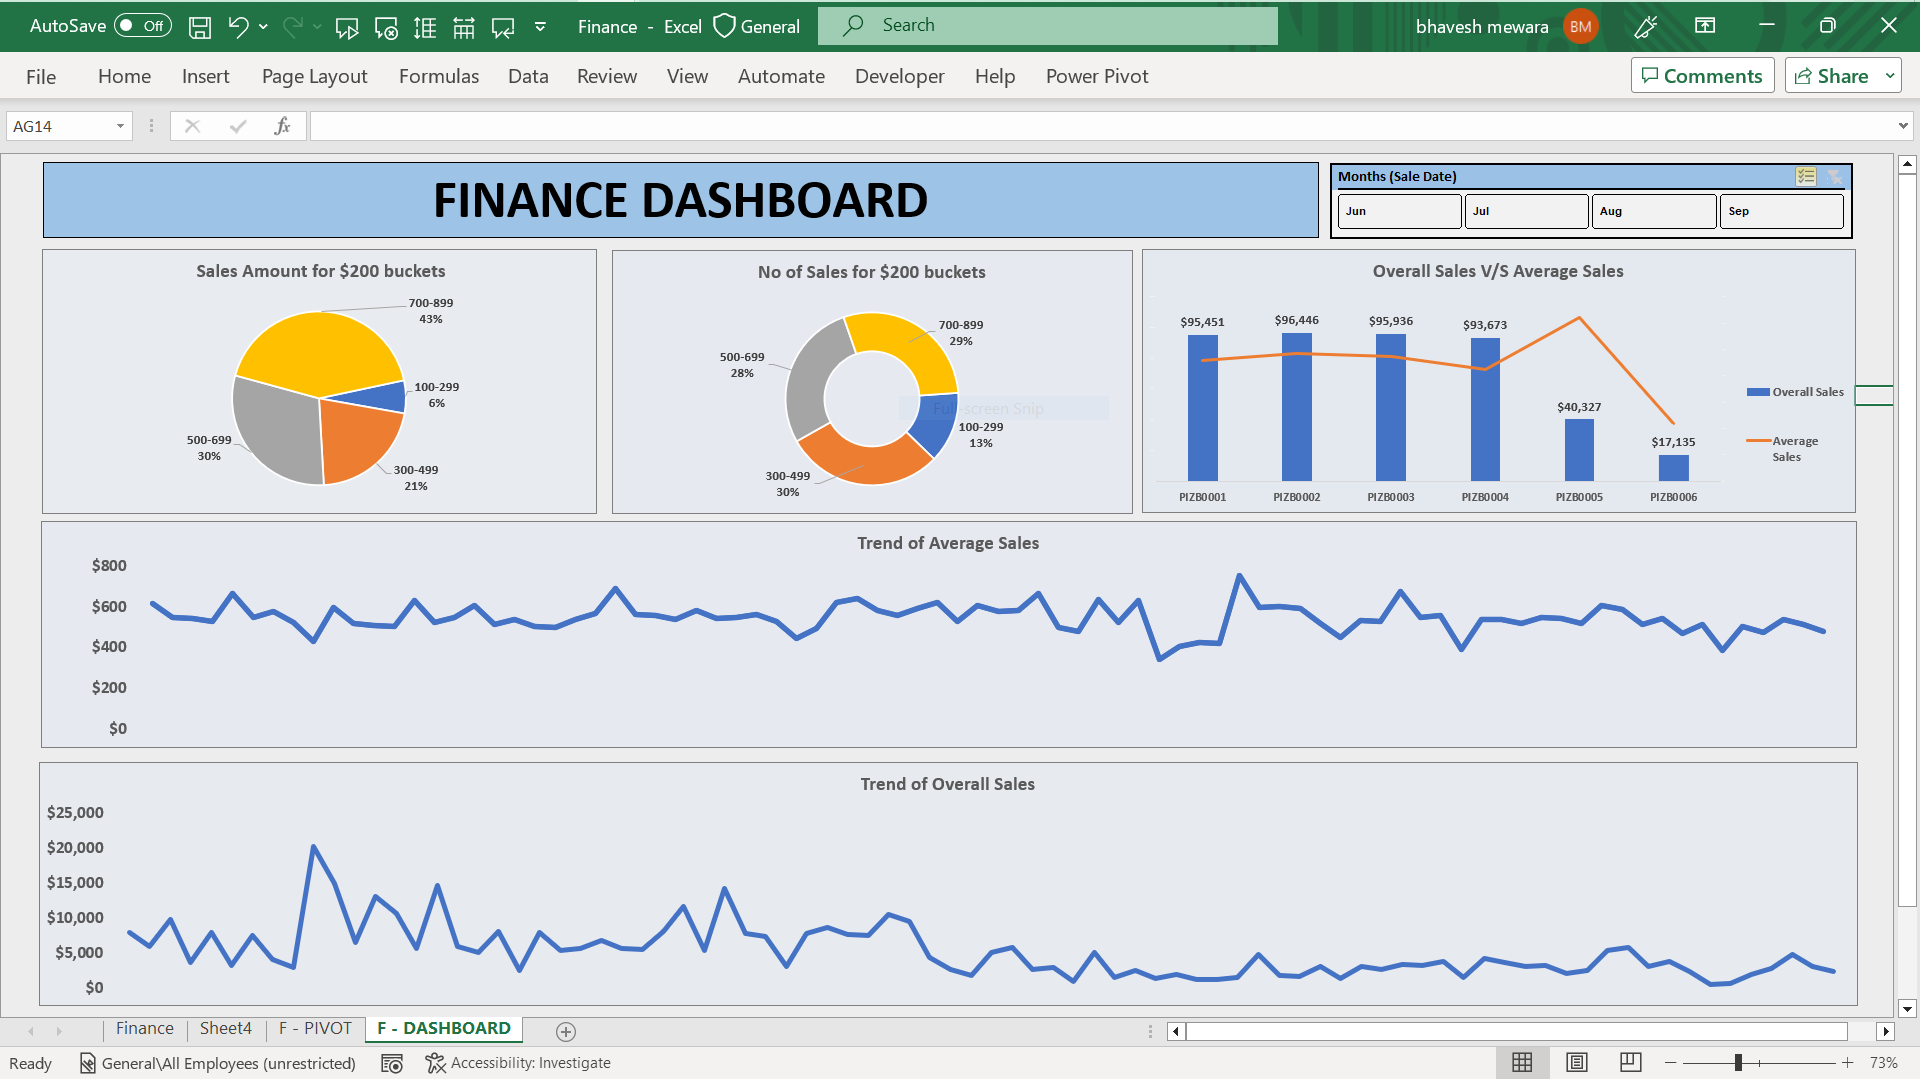 AutoSave Off Finance - Excel General Search bhavesh mewara BM
File Home Insert Page Layout Formulas Data Review View Automate Developer Help Power Pivot Comments Share
AG14 fx
FINANCE DASHBOARD
Months (Sale Date)
Jun Jul Aug Sep
Sales Amount for $200 buckets
700-899
43%
100-299
6%
500-699
30%
300-499
21%
No of Sales for $200 buckets
700-899
29%
500-699
28%
Full-screen Snip
100-299
13%
300-499
30%
Overall Sales V/S Average Sales
$95,451 $96,446 $95,936 $93,673 $40,327 $17,135
PIZB0001 PIZB0002 PIZB0003 PIZB0004 PIZB0005 PIZB0006
Overall Sales
Average
Sales
Trend of Average Sales
$800
$600
$400
$200
$0
Trend of Overall Sales
$25,000
$20,000
$15,000
$10,000
$5,000
$0
Finance Sheet4 F - PIVOT F - DASHBOARD
Ready General\All Employees (unrestricted) Accessibility: Investigate 73%